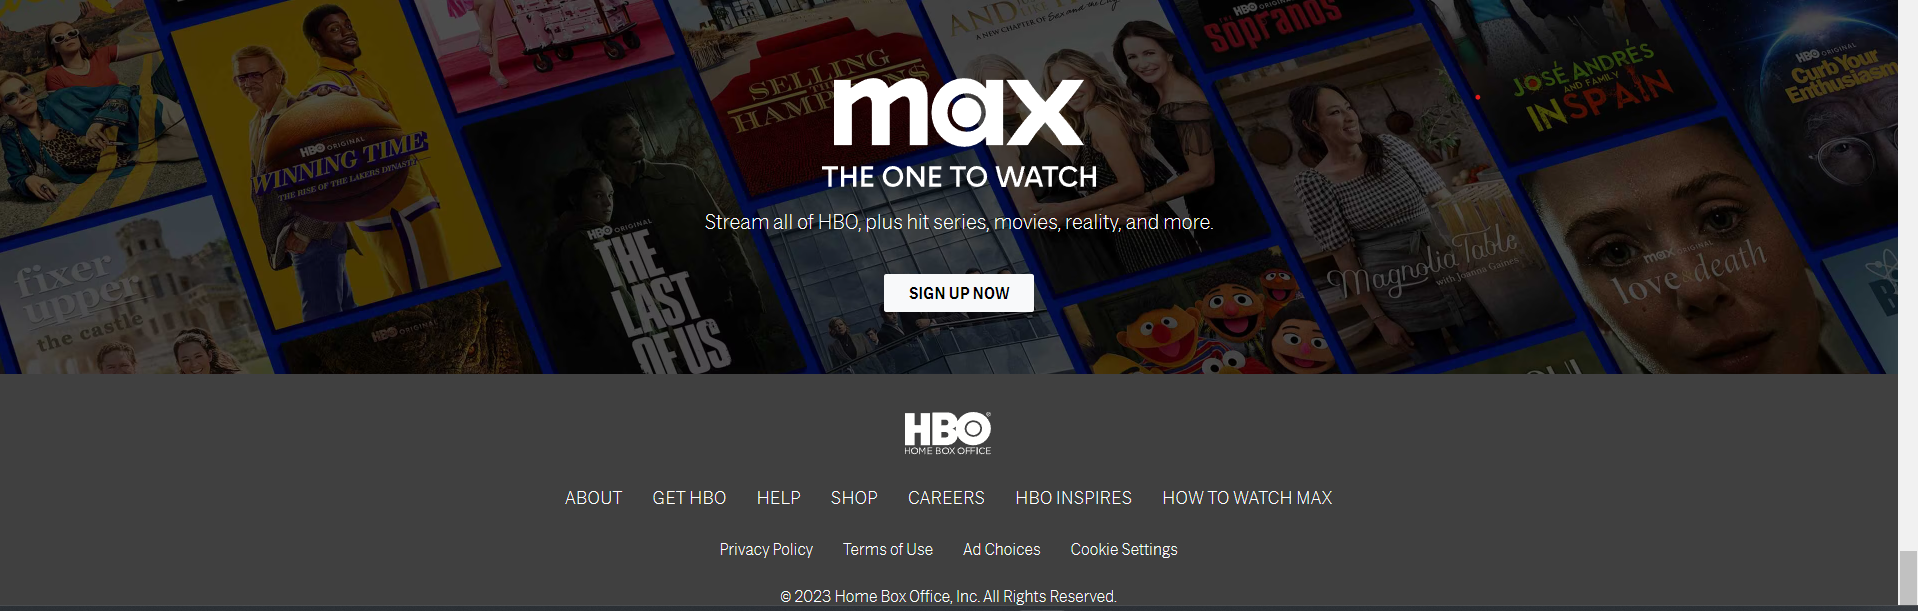 AND
A NEW CHAPTER OF Sex and the City
HBO ORIGINAL
THE
Sopranos
SELLING
THE
HAMPTONS
JOSÉ ANDRÉS
AND FAMILY
IN SPAIN
HBO ORIGINAL
Curb Your
Enthusiasm
HBO ORIGINAL
WINNING TIME
THE RISE OF THE LAKERS DYNASTY
max
THE ONE TO WATCH
Stream all of HBO, plus hit series, movies, reality, and more.
SIGN UP NOW
fixer
upper
the castle
HBO ORIGINAL
THE
LAST
OF US
HBO ORIGINAL
Magnolia Table
with Joanna Gaines
max ORIGINAL
love & death
HBO®
HOME BOX OFFICE
ABOUT GET HBO HELP SHOP CAREERS HBO INSPIRES HOW TO WATCH MAX
Privacy Policy Terms of Use Ad Choices Cookie Settings
© 2023 Home Box Office, Inc. All Rights Reserved.